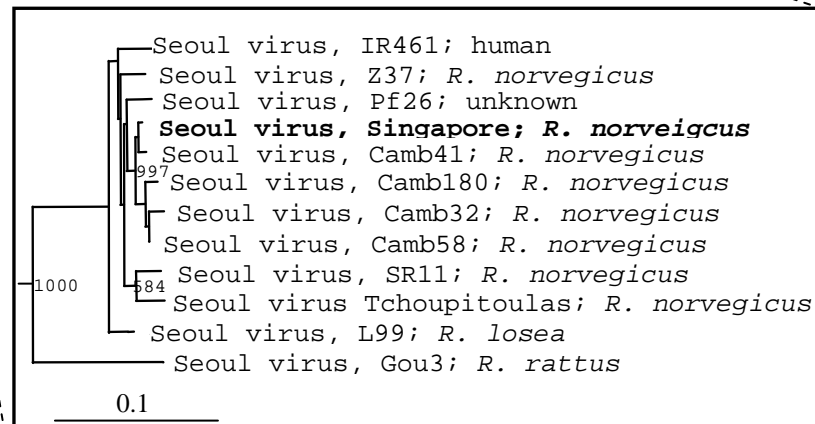 Seoul virus, IR461; human
Seoul virus, Z37; R. norvegicus
Seoul virus, Pf26; unknown
Seoul virus, Singapore; R. norveigcus
Seoul virus, Camb41; R. norvegicus
997
Seoul virus, Camb180; R. norvegicus
Seoul virus, Camb32; R. norvegicus
Seoul virus, Camb58; R. norvegicus
Seoul virus, SR11; R. norvegicus
1000
584
Seoul virus Tchoupitoulas; R. norvegicus
Seoul virus, L99; R. losea
Seoul virus, Gou3; R. rattus
0.1